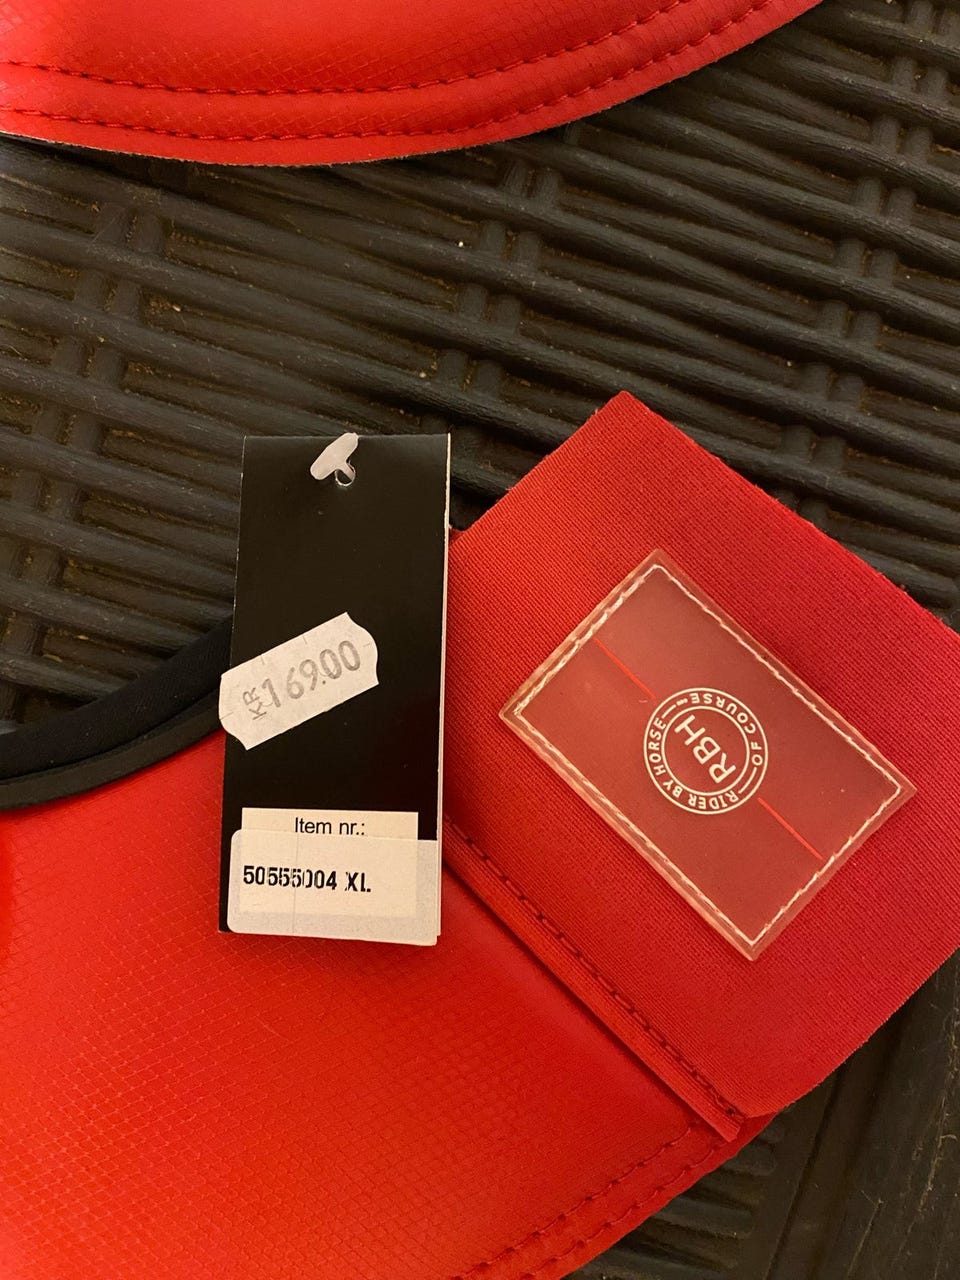 KR 169.00
Item nr.:
50555004 XL
RIDER BY HORSE
OF COURSE
RBH